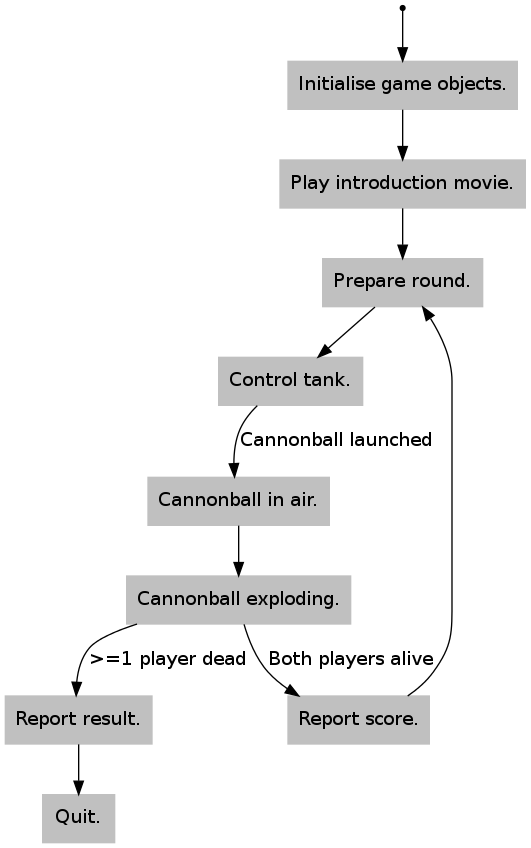 Initialise game objects.
Play introduction movie.
Prepare round.
Control tank.
Cannonball launched
Cannonball in air.
Cannonball exploding.
>=1 player dead
Both players alive
Report result.
Report score.
Quit.